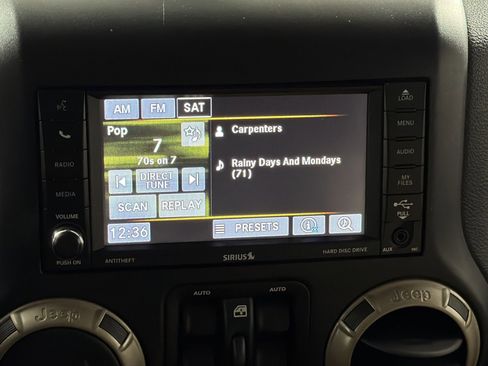 AM FM SAT
Pop
7
70s on 7
DIRECT
TUNE
SCAN REPLAY
12:36
Carpenters
Rainy Days And Mondays
(71)
PRESETS
RADIO
MEDIA
VOLUME
PUSH ON
ANTITHEFT
SIRIUS
HARD DISC DRIVE
LOAD
MENU
AUDIO
MY
FILES
PULL
AUX
AUTO AUTO
Jeep
Jeep